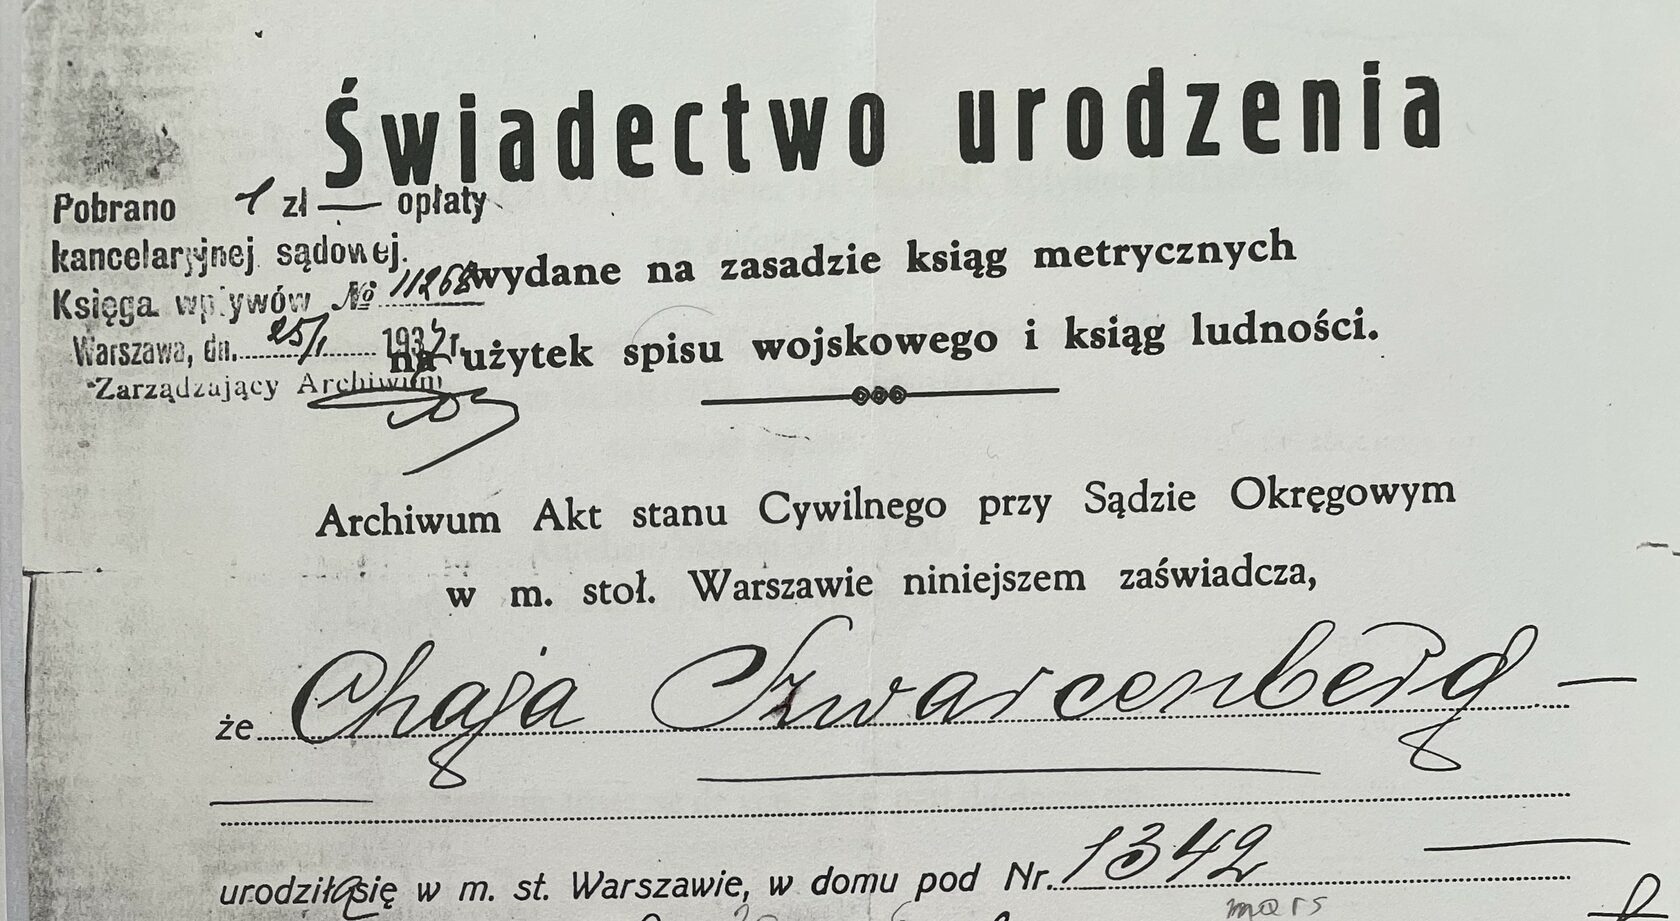 Świadectwo urodzenia
Pobrano 1 zł — opłaty
kancelaryjnej sądowej.
Księga wpływów № 11268
Warszawa, dn. 25/1 193 r.
Zarządzający Archiwum
wydane na zasadzie ksiąg metrycznych
na użytek spisu wojskowego i ksiąg ludności.
Archiwum Akt stanu Cywilnego przy Sądzie Okręgowym
w m. stoł. Warszawie niniejszem zaświadcza,
że Chaja Szwarcenberg —
urodziła się w m. st. Warszawie, w domu pod Nr. 1342
mars